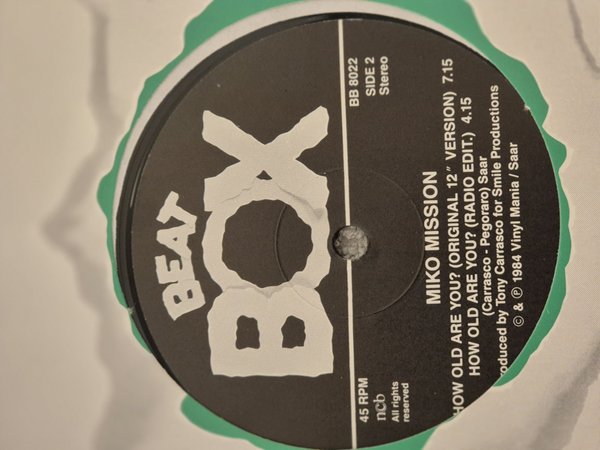 BEAT
BOX
45 RPM
ncb
All rights
reserved
BB 8022
SIDE 2
Stereo
MIKO MISSION
HOW OLD ARE YOU? (ORIGINAL 12" VERSION) 7.15
HOW OLD ARE YOU? (RADIO EDIT.) 4.15
(Carrasco - Pegoraro) Saar
roduced by Tony Carrasco for Smile Productions
© & ℗ 1984 Vinyl Mania / Saar